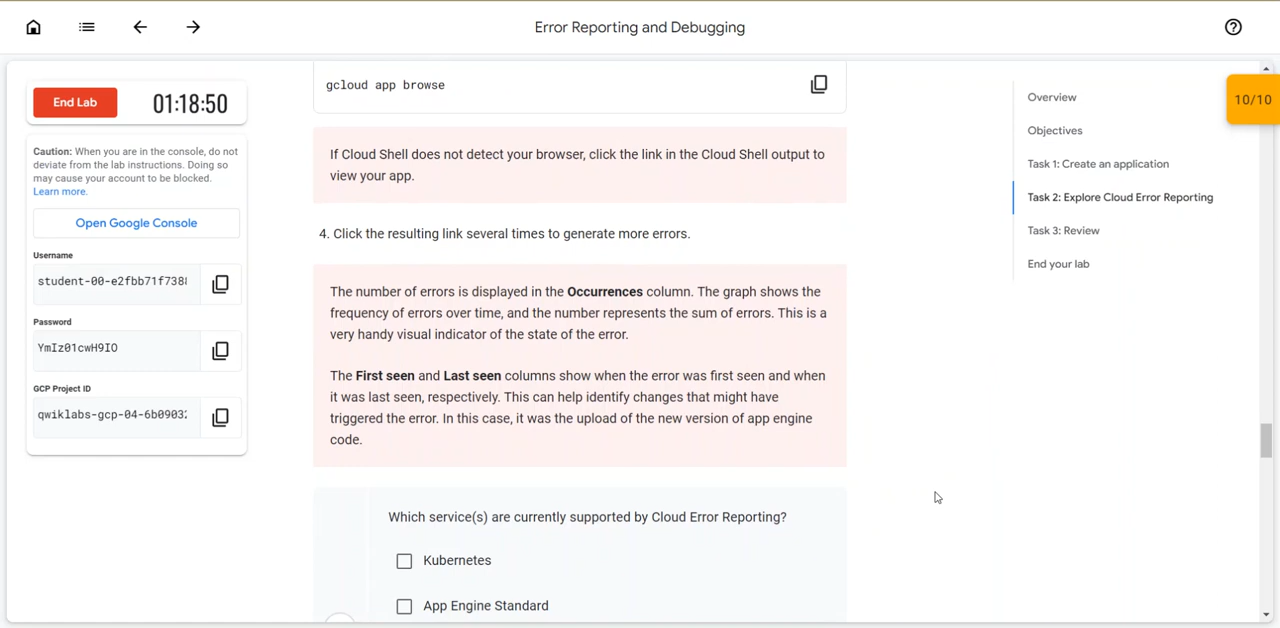 Error Reporting and Debugging
End Lab
01:18:50
Caution: When you are in the console, do not
deviate from the lab instructions. Doing so
may cause your account to be blocked.
Learn more.
Open Google Console
Username
student-00-e2fbb71f738
Password
YmIz01cwH9IO
GCP Project ID
qwiklabs-gcp-04-6b0903
gcloud app browse
If Cloud Shell does not detect your browser, click the link in the Cloud Shell output to
view your app.
4. Click the resulting link several times to generate more errors.
The number of errors is displayed in the Occurrences column. The graph shows the
frequency of errors over time, and the number represents the sum of errors. This is a
very handy visual indicator of the state of the error.
The First seen and Last seen columns show when the error was first seen and when
it was last seen, respectively. This can help identify changes that might have
triggered the error. In this case, it was the upload of the new version of app engine
code.
Which service(s) are currently supported by Cloud Error Reporting?
Kubernetes
App Engine Standard
Overview
Objectives
Task 1: Create an application
Task 2: Explore Cloud Error Reporting
Task 3: Review
End your lab
10/10